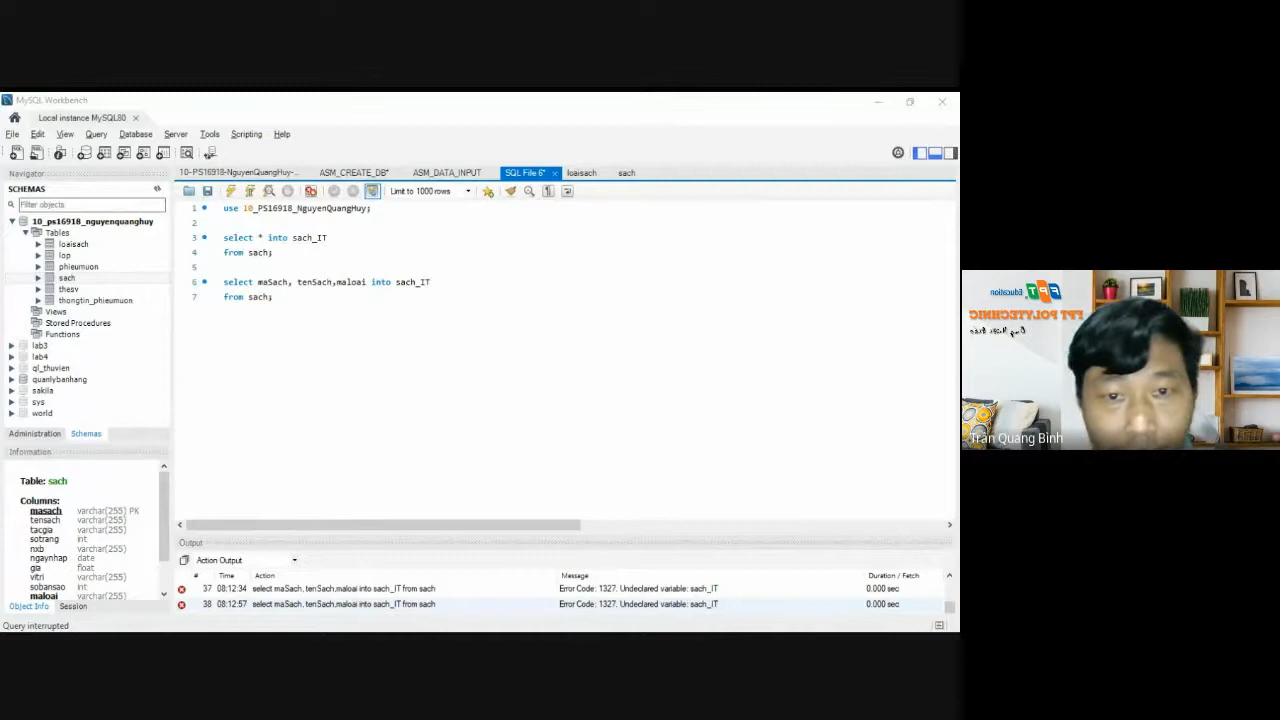 MySQL Workbench
Local instance MySQL80
File Edit View Query Database Server Tools Scripting Help
Navigator
SCHEMAS
Filter objects
10_ps16918_nguyenquanghuy
Tables
loaisach
lop
phieumuon
sach
thesv
thongtin_phieumuon
Views
Stored Procedures
Functions
lab3
lab4
ql_thuvien
quanlybanhang
sakila
sys
world
Administration Schemas
Information
Table: sach
Columns:
masach varchar(255) PK
tensach varchar(255)
tacgia varchar(255)
sotrang int
nxb varchar(255)
ngaynhap date
gia float
vitri varchar(255)
sobansao int
maloai varchar(255)
Object Info Session
Query interrupted
10-PS16918-NguyenQuangHuy-... ASM_CREATE_DB* ASM_DATA_INPUT SQL File 6* loaisach sach
Limit to 1000 rows
1 use 10_PS16918_NguyenQuangHuy;
2
3 select * into sach_IT
4 from sach;
5
6 select maSach, tenSach,maloai into sach_IT
7 from sach;
Output
Action Output
# Time Action Message Duration / Fetch
37 08:12:34 select maSach, tenSach,maloai into sach_IT from sach Error Code: 1327. Undeclared variable: sach_IT 0.000 sec
38 08:12:57 select maSach, tenSach,maloai into sach_IT from sach Error Code: 1327. Undeclared variable: sach_IT 0.000 sec
FPT Education
FPT POLYTECHNIC
Tran Quang Binh